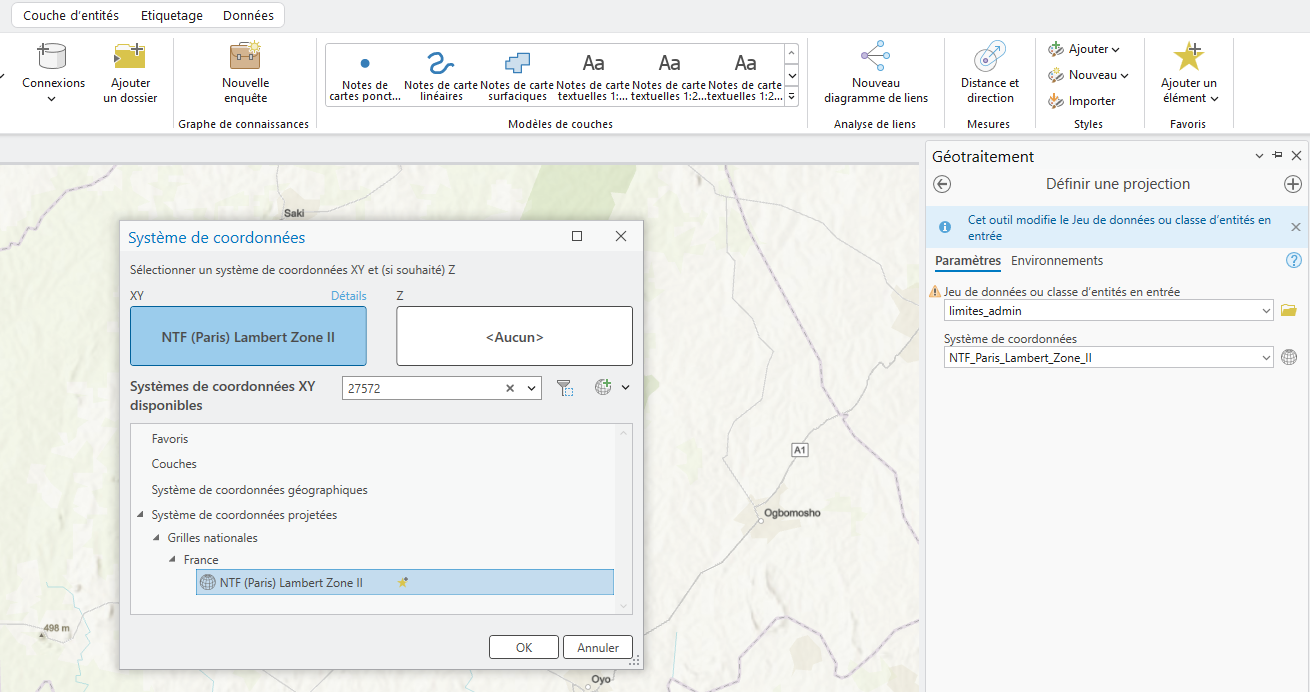 Couche d'entités Etiquetage Données
Connexions
Ajouter
un dossier
Nouvelle
enquête
Graphe de connaissances
Notes de
cartes ponct...
Notes de carte
linéaires
Notes de carte
surfaciques
Aa
Notes de carte
textuelles 1:...
Aa
Notes de carte
textuelles 1:2...
Aa
Notes de carte
textuelles 1:2...
Modèles de couches
Nouveau
diagramme de liens
Analyse de liens
Distance et
direction
Mesures
Ajouter
Nouveau
Importer
Styles
Ajouter un
élément
Favoris
Saki
Système de coordonnées
Sélectionner un système de coordonnées XY et (si souhaité) Z
XY Détails Z
NTF (Paris) Lambert Zone II <Aucun>
Systèmes de coordonnées XY
disponibles
27572
Favoris
Couches
Système de coordonnées géographiques
Système de coordonnées projetées
Grilles nationales
France
NTF (Paris) Lambert Zone II
OK Annuler
A1
Ogbomosho
498 m
Oyo
Géotraitement
Définir une projection
Cet outil modifie le Jeu de données ou classe d'entités en
entrée
Paramètres Environnements
Jeu de données ou classe d'entités en entrée
limites_admin
Système de coordonnées
NTF_Paris_Lambert_Zone_II